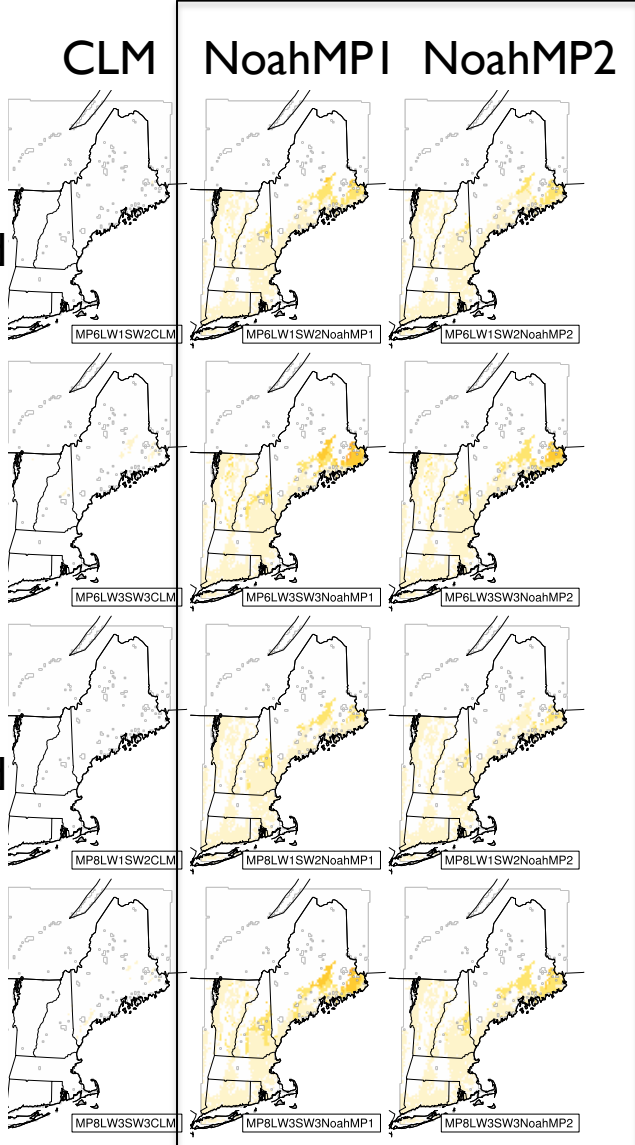 CLM NoahMP1 NoahMP2
MP6LW1SW2CLM MP6LW1SW2NoahMP1 MP6LW1SW2NoahMP2
MP6LW3SW3CLM MP6LW3SW3NoahMP1 MP6LW3SW3NoahMP2
MP8LW1SW2CLM MP8LW1SW2NoahMP1 MP8LW1SW2NoahMP2
MP8LW3SW3CLM MP8LW3SW3NoahMP1 MP8LW3SW3NoahMP2